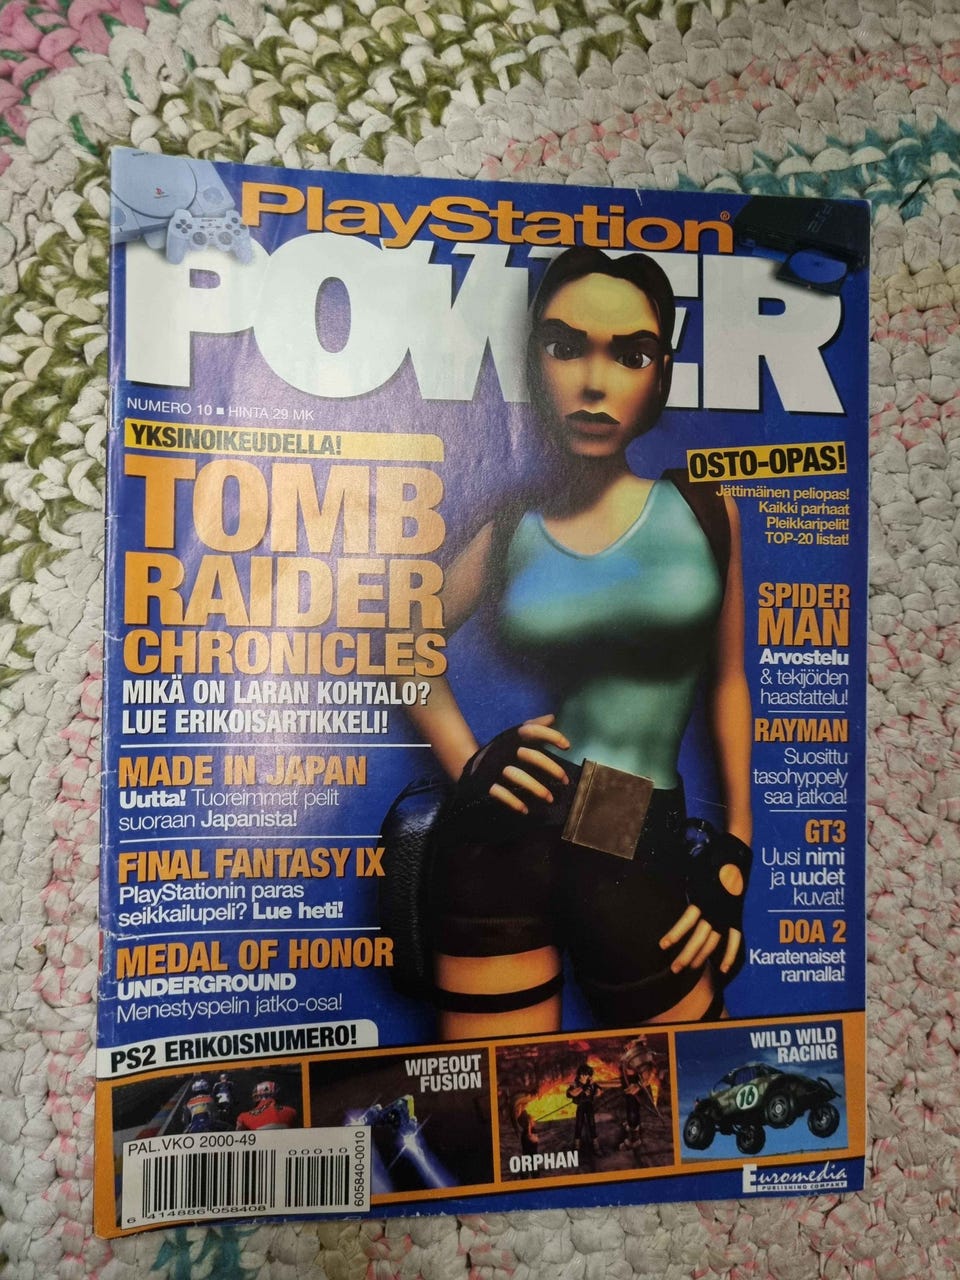 PlayStation®
POWER
NUMERO 10 ■ HINTA 29 MK
YKSINOIKEUDELLA!
TOMB
RAIDER
CHRONICLES
MIKÄ ON LARAN KOHTALO?
LUE ERIKOISARTIKKELI!
MADE IN JAPAN
Uutta! Tuoreimmat pelit
suoraan Japanista!
FINAL FANTASY IX
PlayStationin paras
seikkailupeli? Lue heti!
MEDAL OF HONOR
UNDERGROUND
Menestyspelin jatko-osa!
OSTO-OPAS!
Jättimäinen peliopas!
Kaikki parhaat
Pleikkaripelit!
TOP-20 listat!
SPIDER
MAN
Arvostelu
& tekijöiden
haastattelu!
RAYMAN
Suosittu
tasohyppely
saa jatkoa!
GT3
Uusi nimi
ja uudet
kuvat!
DOA 2
Karatenaiset
rannalla!
PS2 ERIKOISNUMERO!
WIPEOUT
FUSION
ORPHAN
WILD WILD
RACING
16
PAL.VKO 2000-49
00010
6 414886 058408
605840-0010
Euromedia
PUBLISHING COMPANY